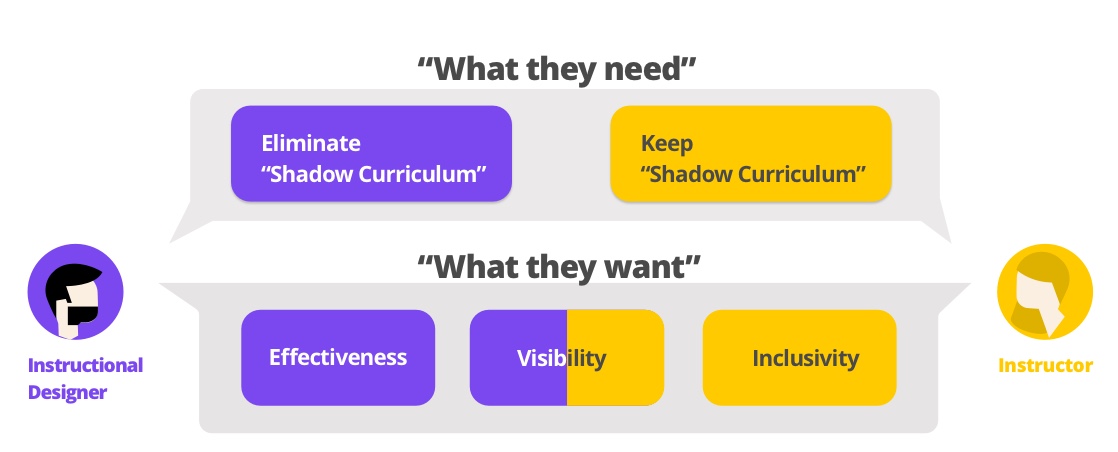 “What they need”
Eliminate
“Shadow Curriculum”
Keep
“Shadow Curriculum”
“What they want”
Effectiveness
Visibility
Inclusivity
Instructional
Designer
Instructor